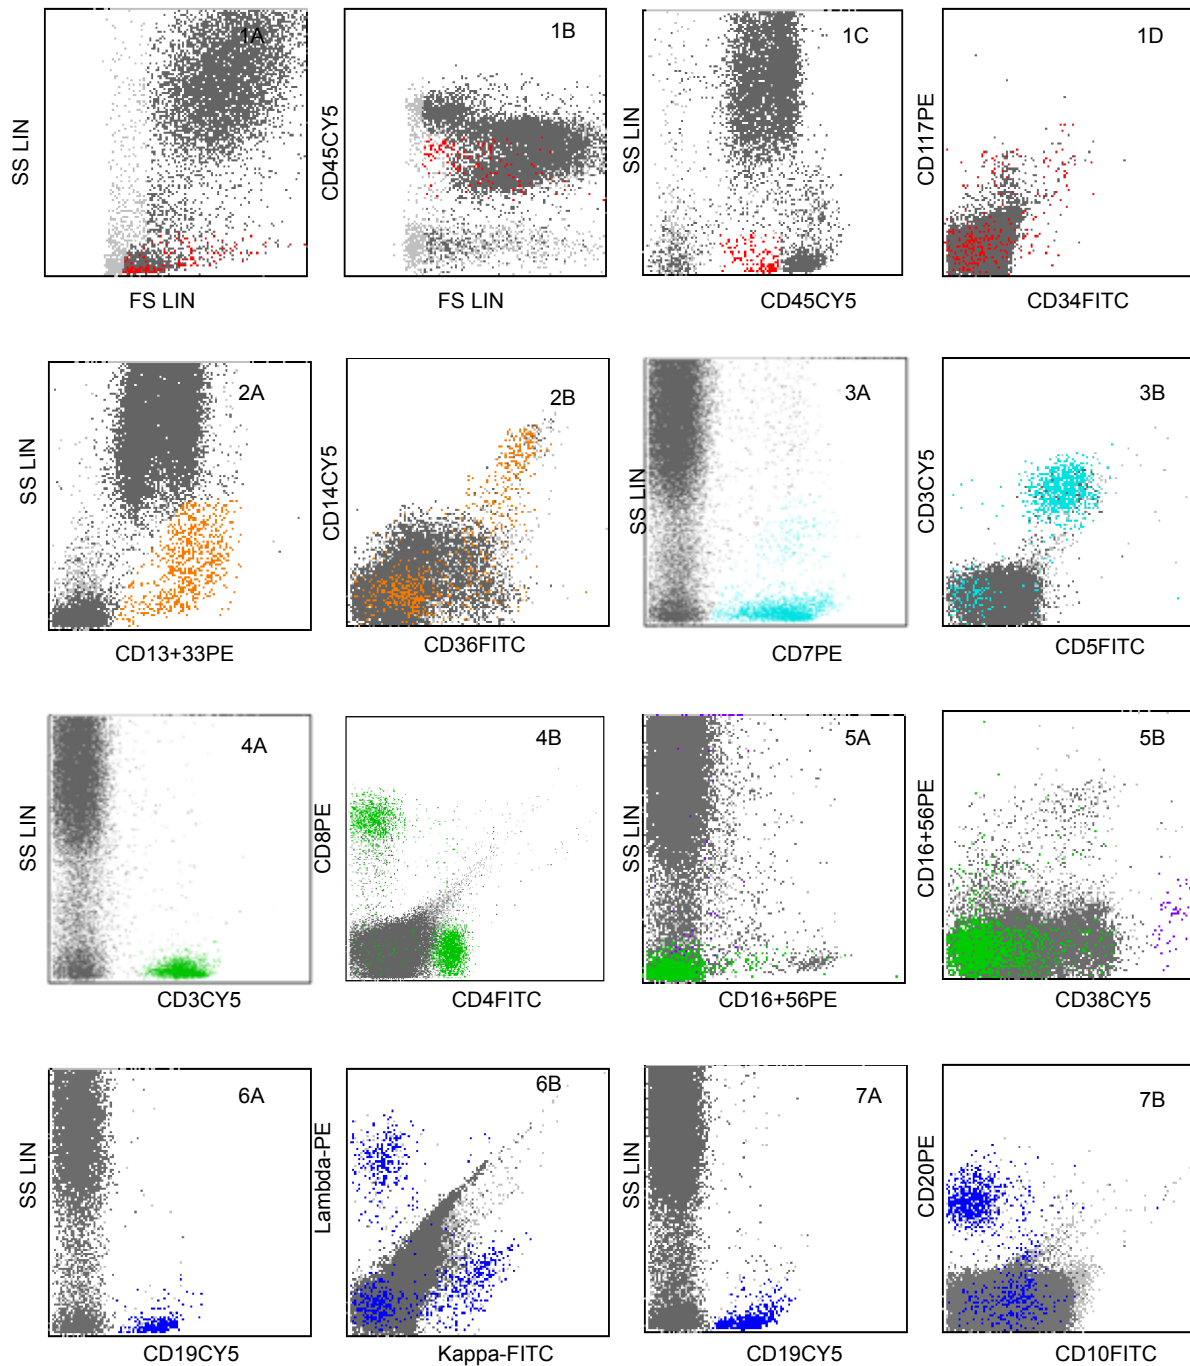 1A
SS LIN
FS LIN
1B
CD45CY5
FS LIN
1C
SS LIN
CD45CY5
1D
CD117PE
CD34FITC
2A
SS LIN
CD13+33PE
2B
CD14CY5
CD36FITC
3A
SS LIN
CD7PE
3B
CD3CY5
CD5FITC
4A
SS LIN
CD3CY5
4B
CD8PE
CD4FITC
5A
SS LIN
CD16+56PE
5B
CD16+56PE
CD38CY5
6A
SS LIN
CD19CY5
6B
Lambda-PE
Kappa-FITC
7A
SS LIN
CD19CY5
7B
CD20PE
CD10FITC